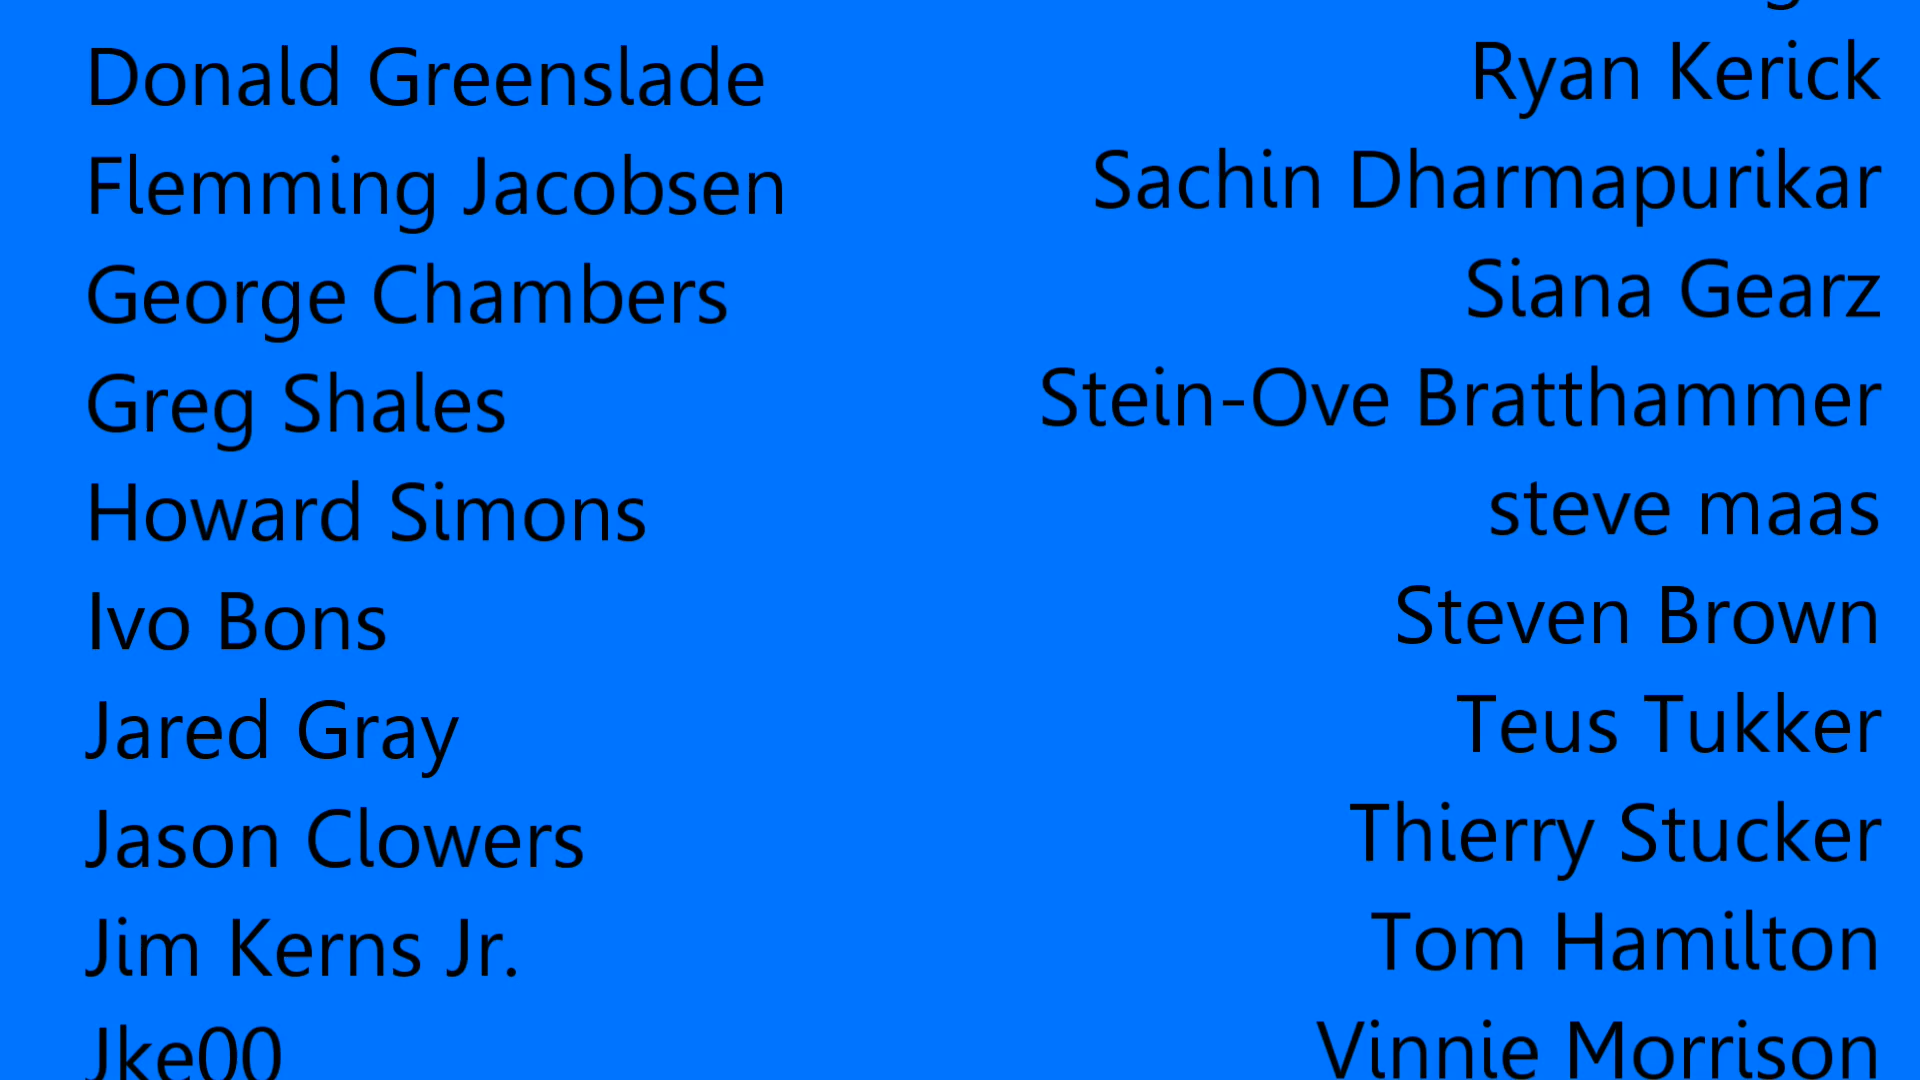 Donald Greenslade
Flemming Jacobsen
George Chambers
Greg Shales
Howard Simons
Ivo Bons
Jared Gray
Jason Clowers
Jim Kerns Jr.
Jke00
Ryan Kerick
Sachin Dharmapurikar
Siana Gearz
Stein-Ove Bratthammer
steve maas
Steven Brown
Teus Tukker
Thierry Stucker
Tom Hamilton
Vinnie Morrison